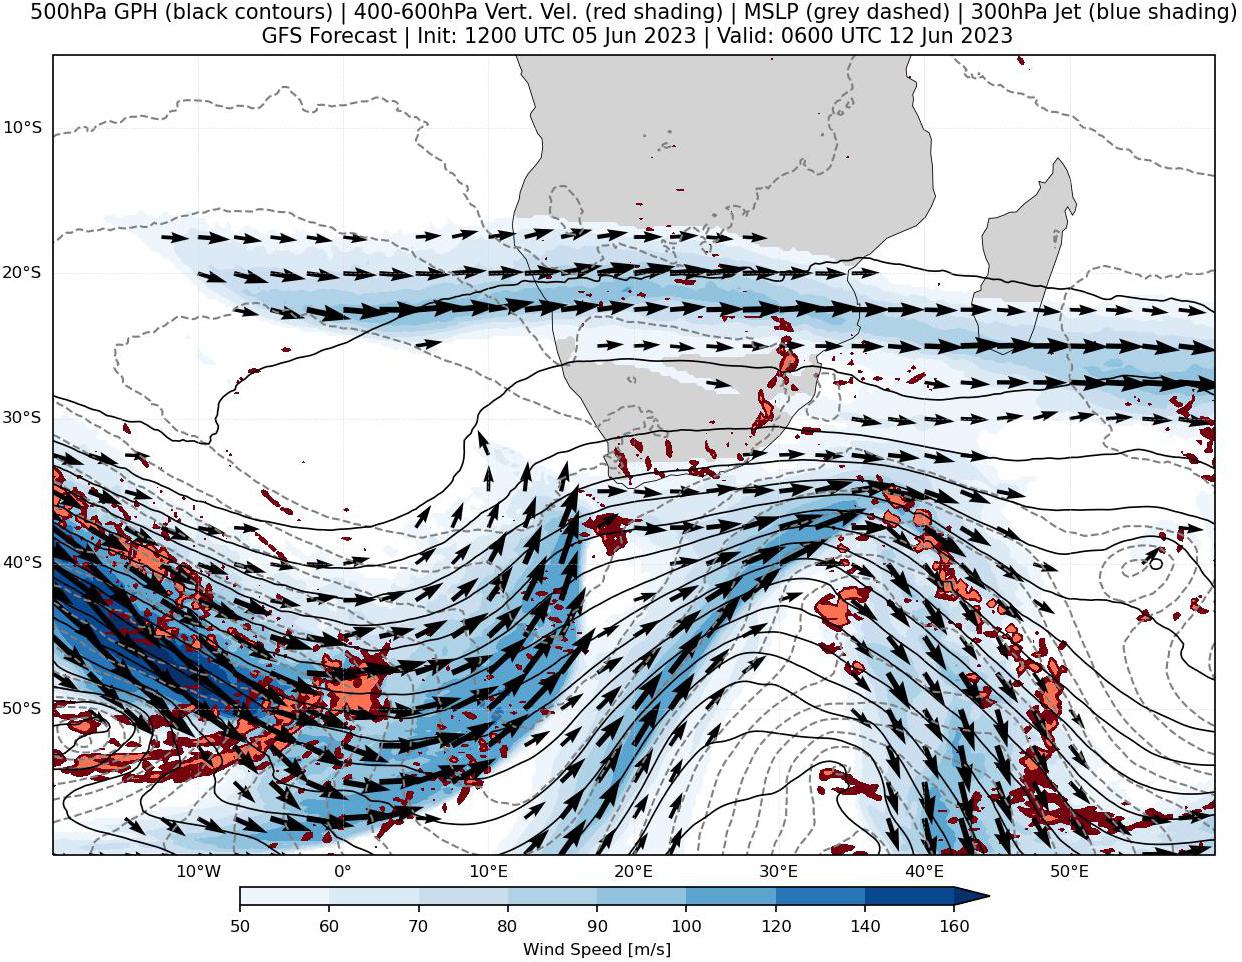 500hPa GPH (black contours) | 400-600hPa Vert. Vel. (red shading) | MSLP (grey dashed) | 300hPa Jet (blue shading)
GFS Forecast | Init: 1200 UTC 05 Jun 2023 | Valid: 0600 UTC 12 Jun 2023
10°S
20°S
30°S
40°S
50°S
10°W 0° 10°E 20°E 30°E 40°E 50°E
50 60 70 80 90 100 120 140 160
Wind Speed [m/s]